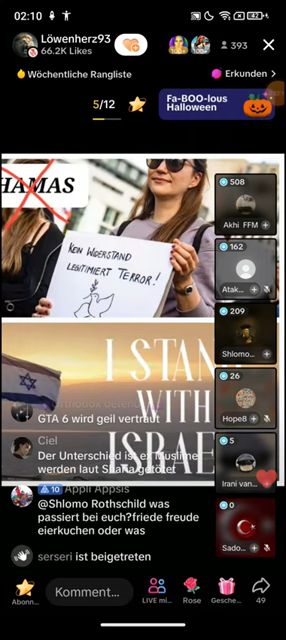 02:10
42
Löwenherz93
66.2K Likes
393
Wöchentliche Rangliste
Erkunden >
5/12
Fa-BOO-lous
Halloween
HAMAS
KEIN WIDERSTAND
LEGITIMIERT TERROR!
508
Akhi FFM
162
Atak...
209
Shlomo...
26
Hope8
5
Irani van...
0
Sado...
I STAN
WITH
ISRAE
GTA 6 wird geil vertraut
Ciel
Der Unterschied ist ex Muslime
werden laut Sharia getötet
10 Appli Appsis
@Shlomo Rothschild was
passiert bei euch?friede freude
eierkuchen oder was
serseri ist beigetreten
Abonn...
Komment...
LIVE mi...
Rose
Gesche...
49